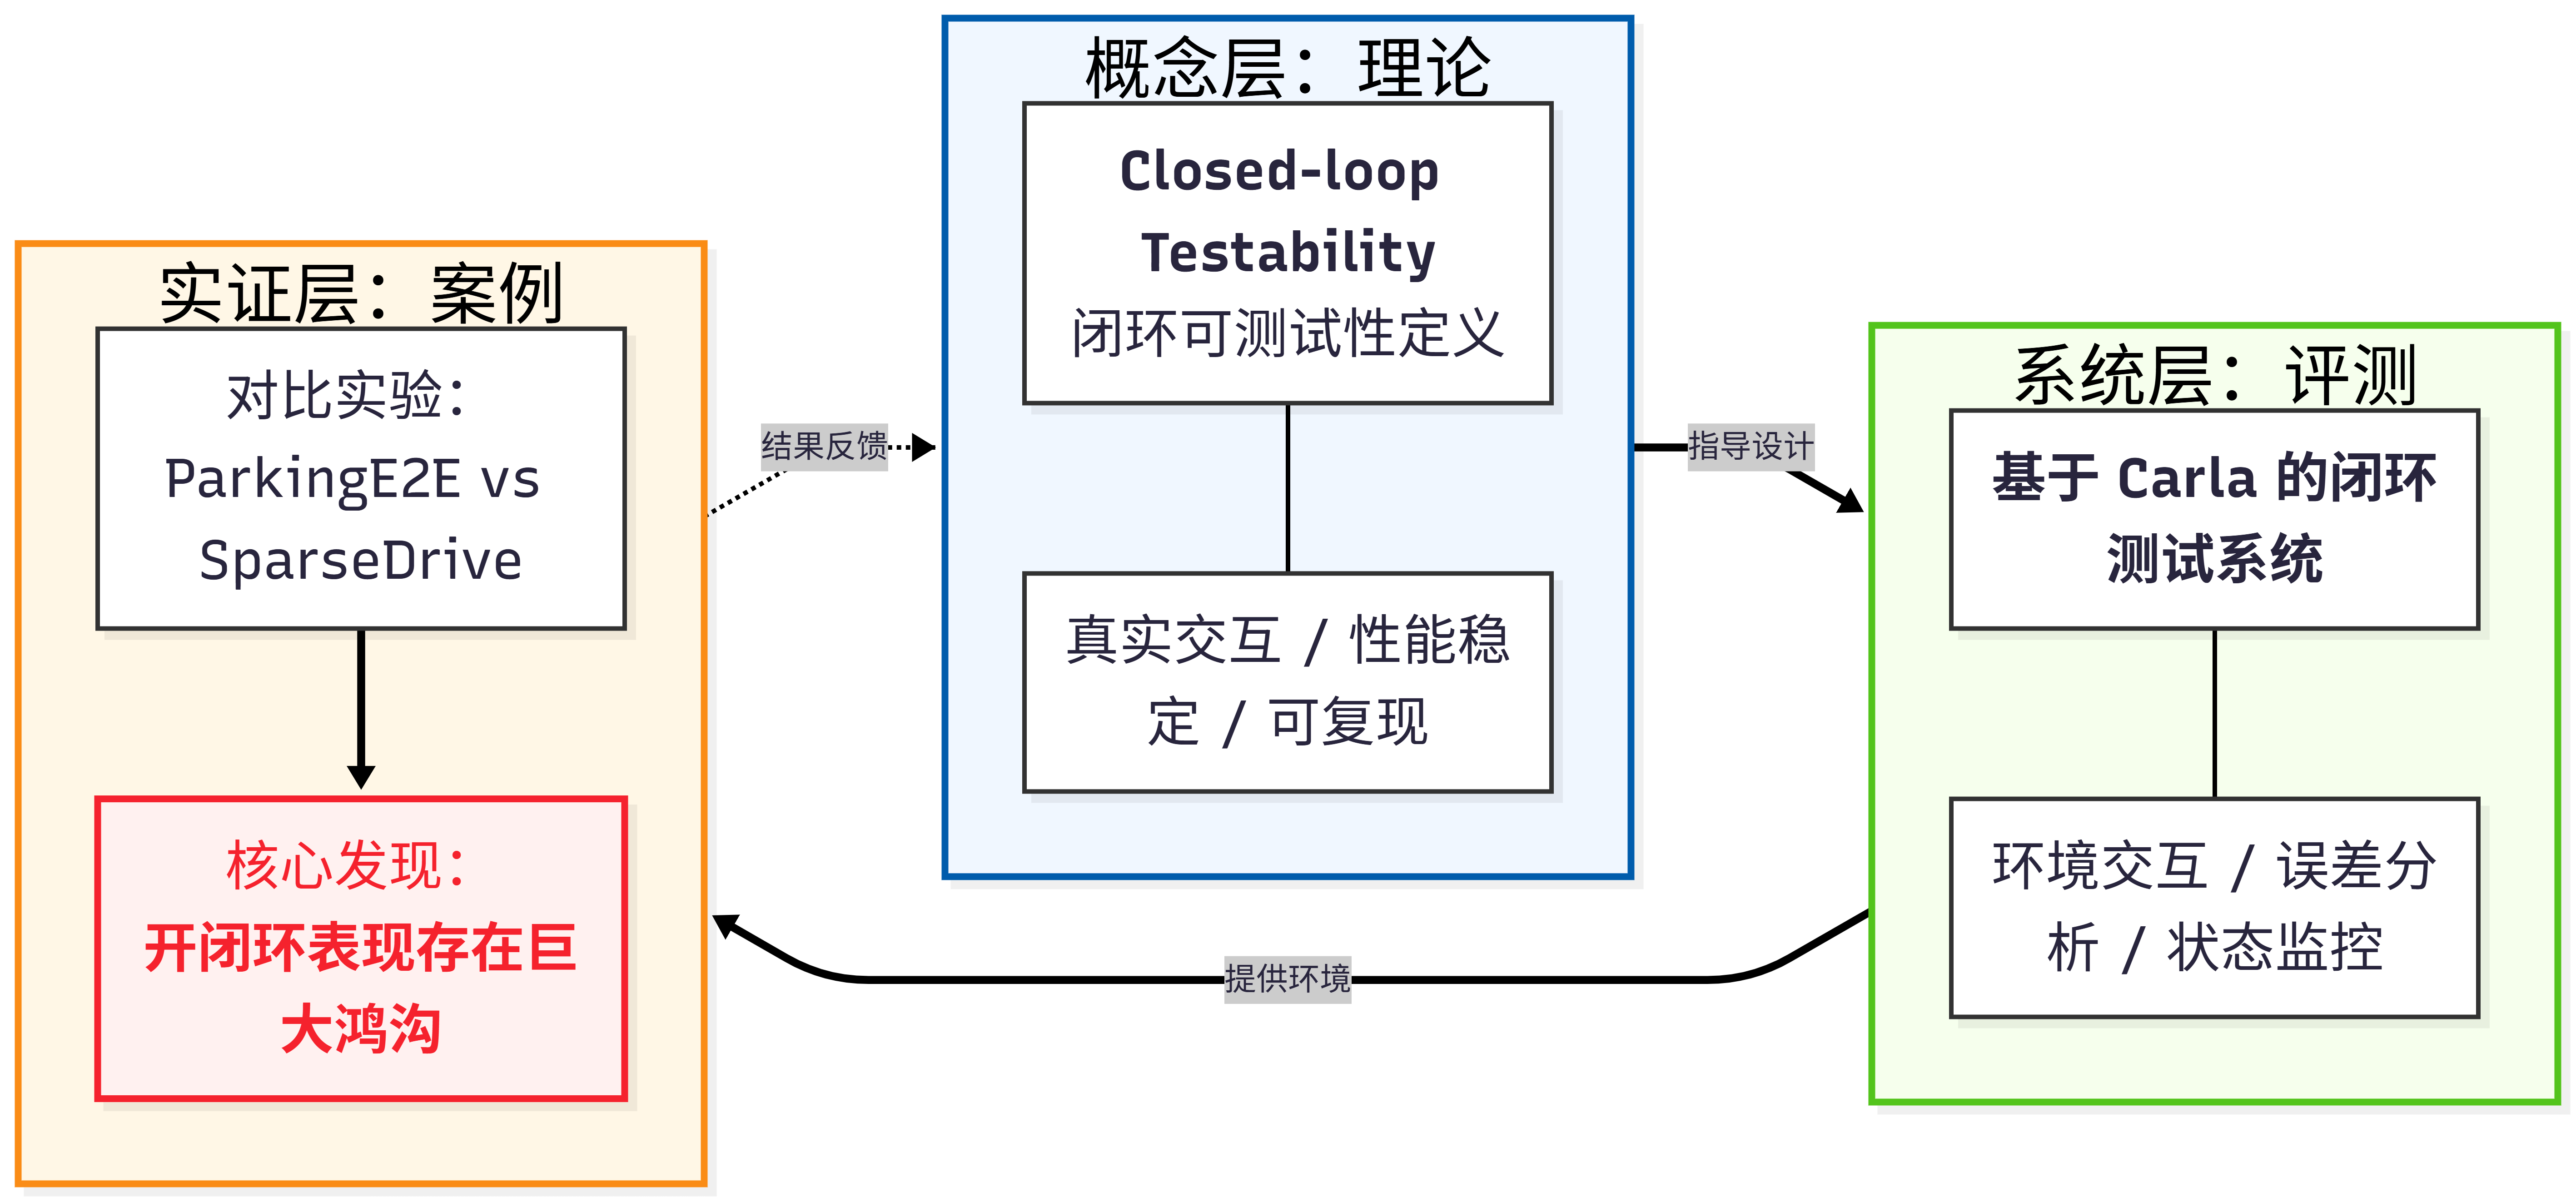 实证层：案例
对比实验：
ParkingE2E vs
SparseDrive
核心发现：
开闭环表现存在巨
大鸿沟
结果反馈
概念层：理论
Closed-loop
Testability
闭环可测试性定义
真实交互 / 性能稳
定 / 可复现
指导设计
系统层：评测
基于 Carla 的闭环
测试系统
环境交互 / 误差分
析 / 状态监控
提供环境